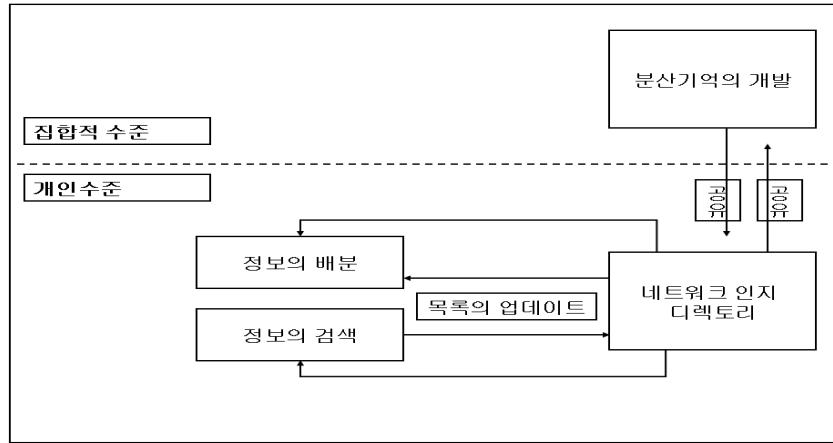 분산기억의 개발
집합적 수준
개인수준
공유
공유
정보의 배분
목록의 업데이트
정보의 검색
네트워크 인지
디렉토리